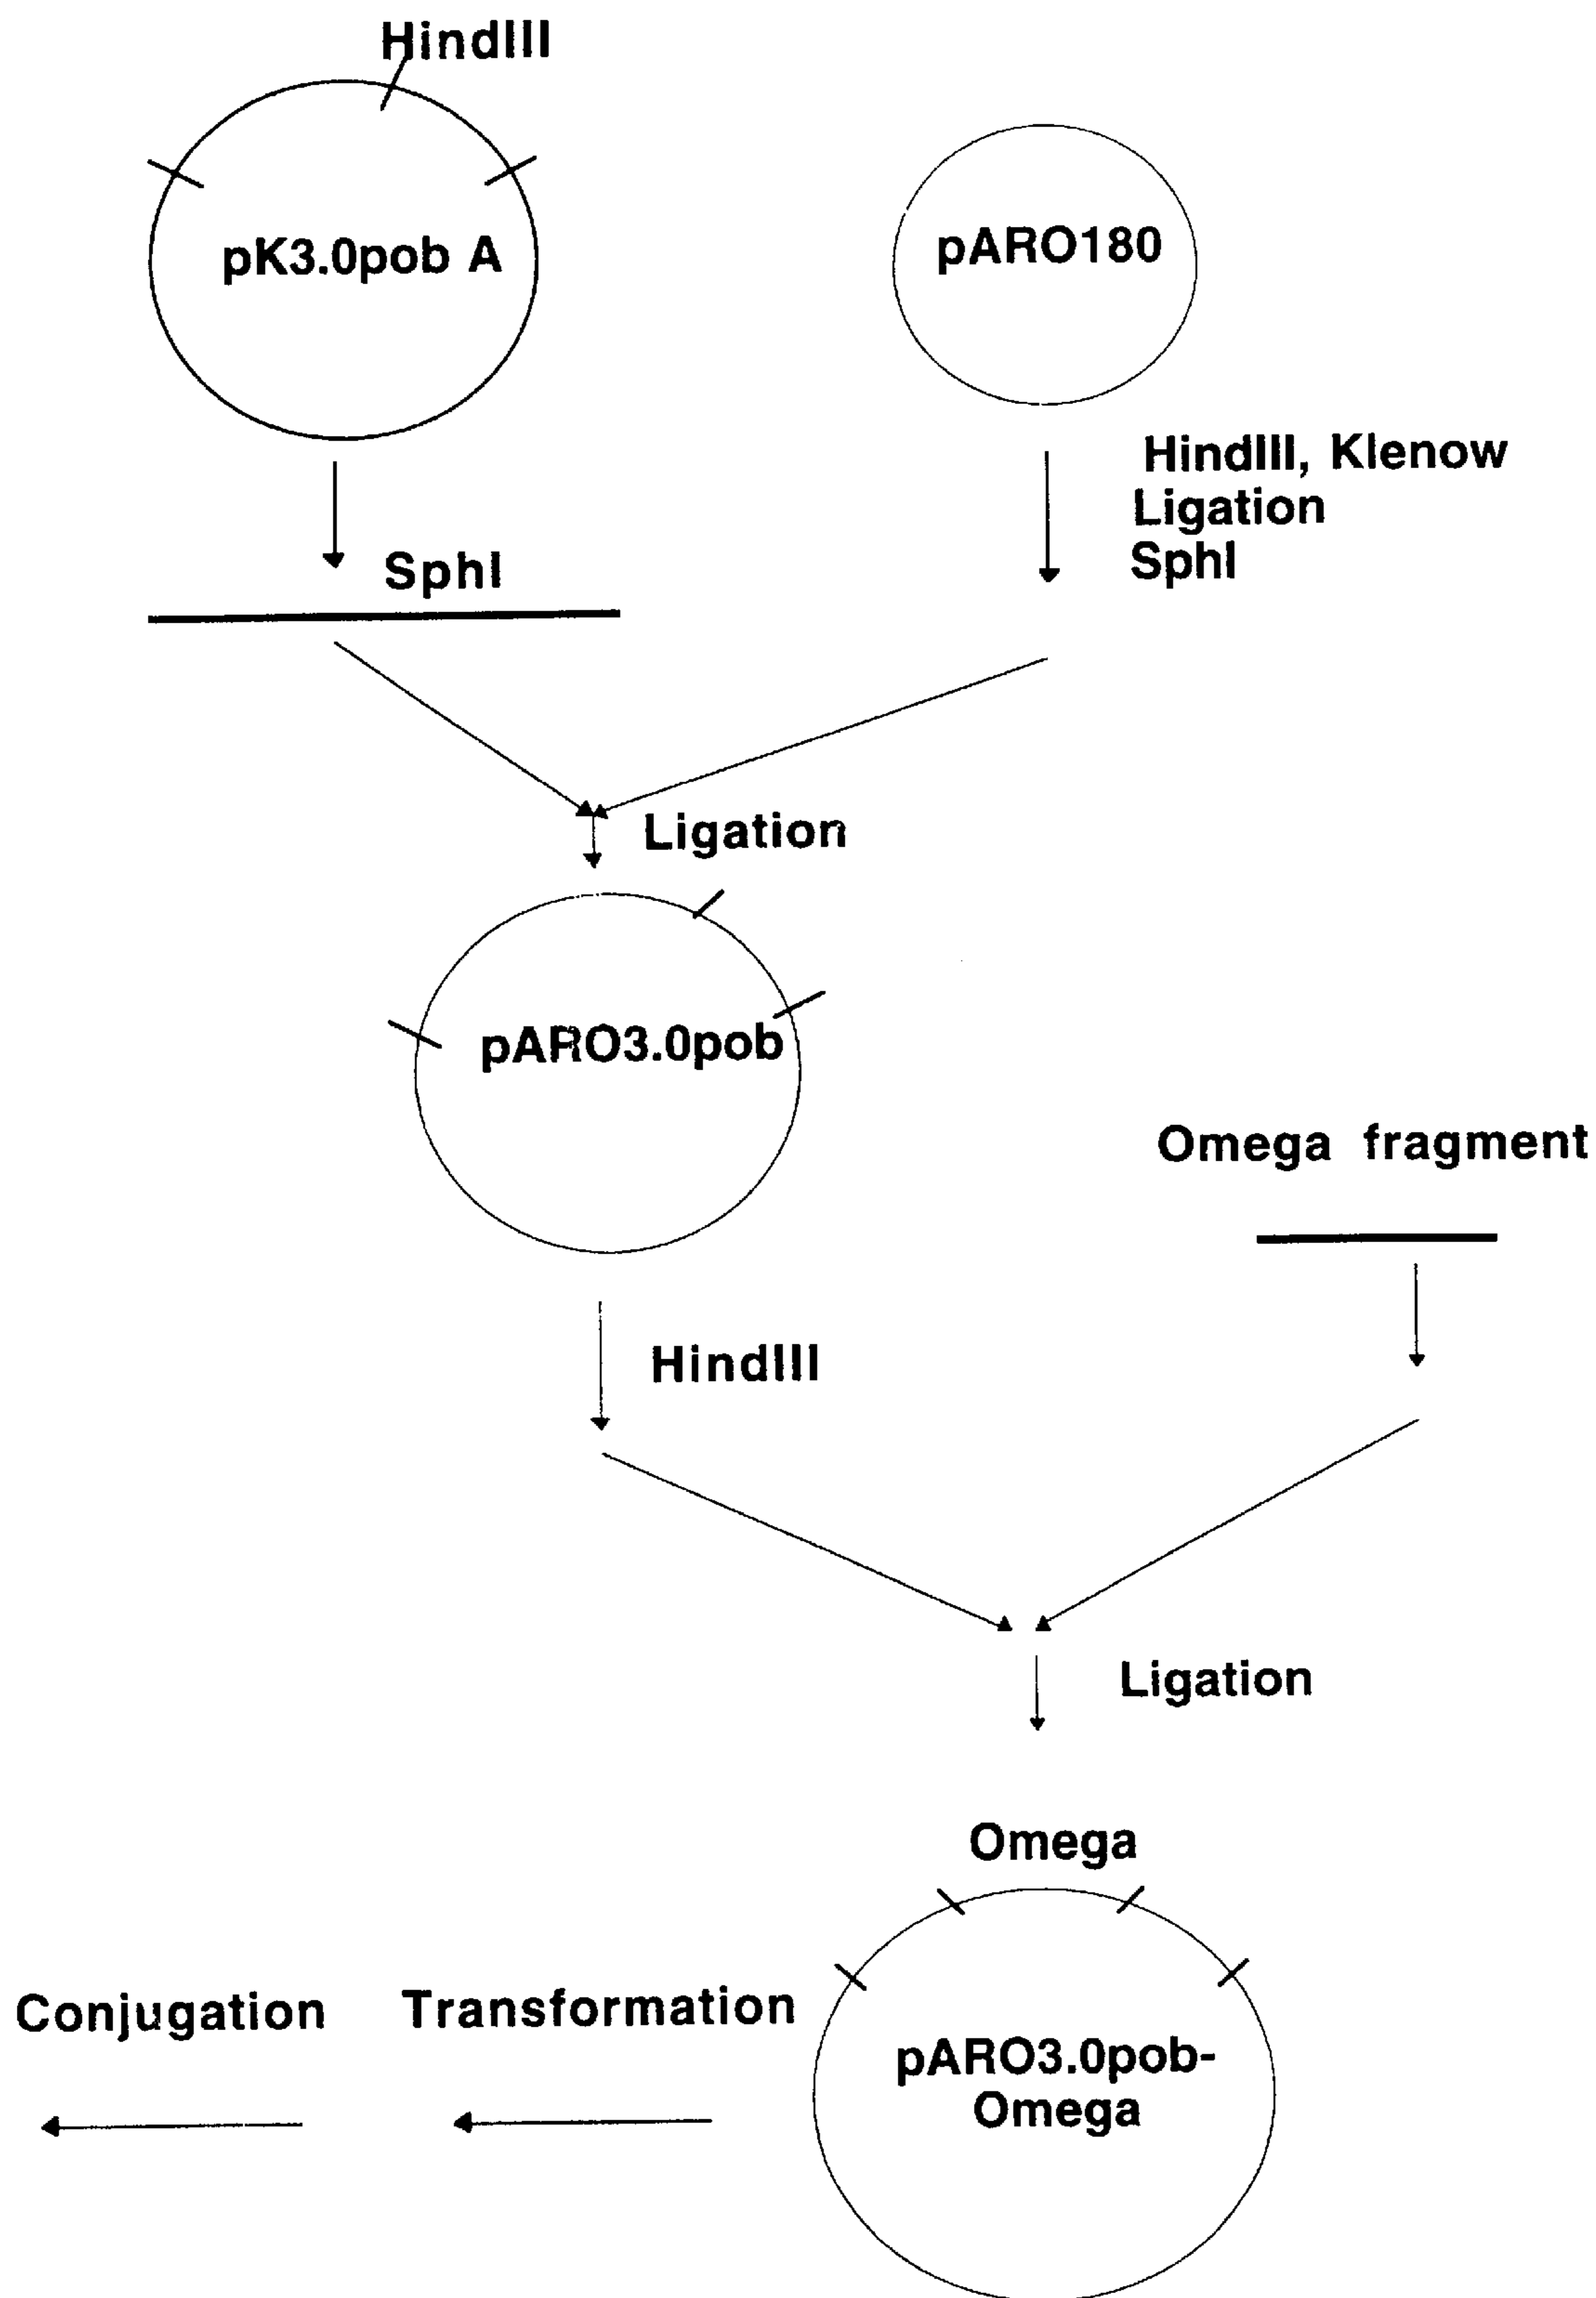 HindIII
pK3.0pob A
pARO180
HindIII, Klenow
Ligation
SphI
SphI
Ligation
pARO3.0pob
Omega fragment
HindIII
Ligation
Omega
Conjugation
Transformation
pARO3.0pob-
Omega